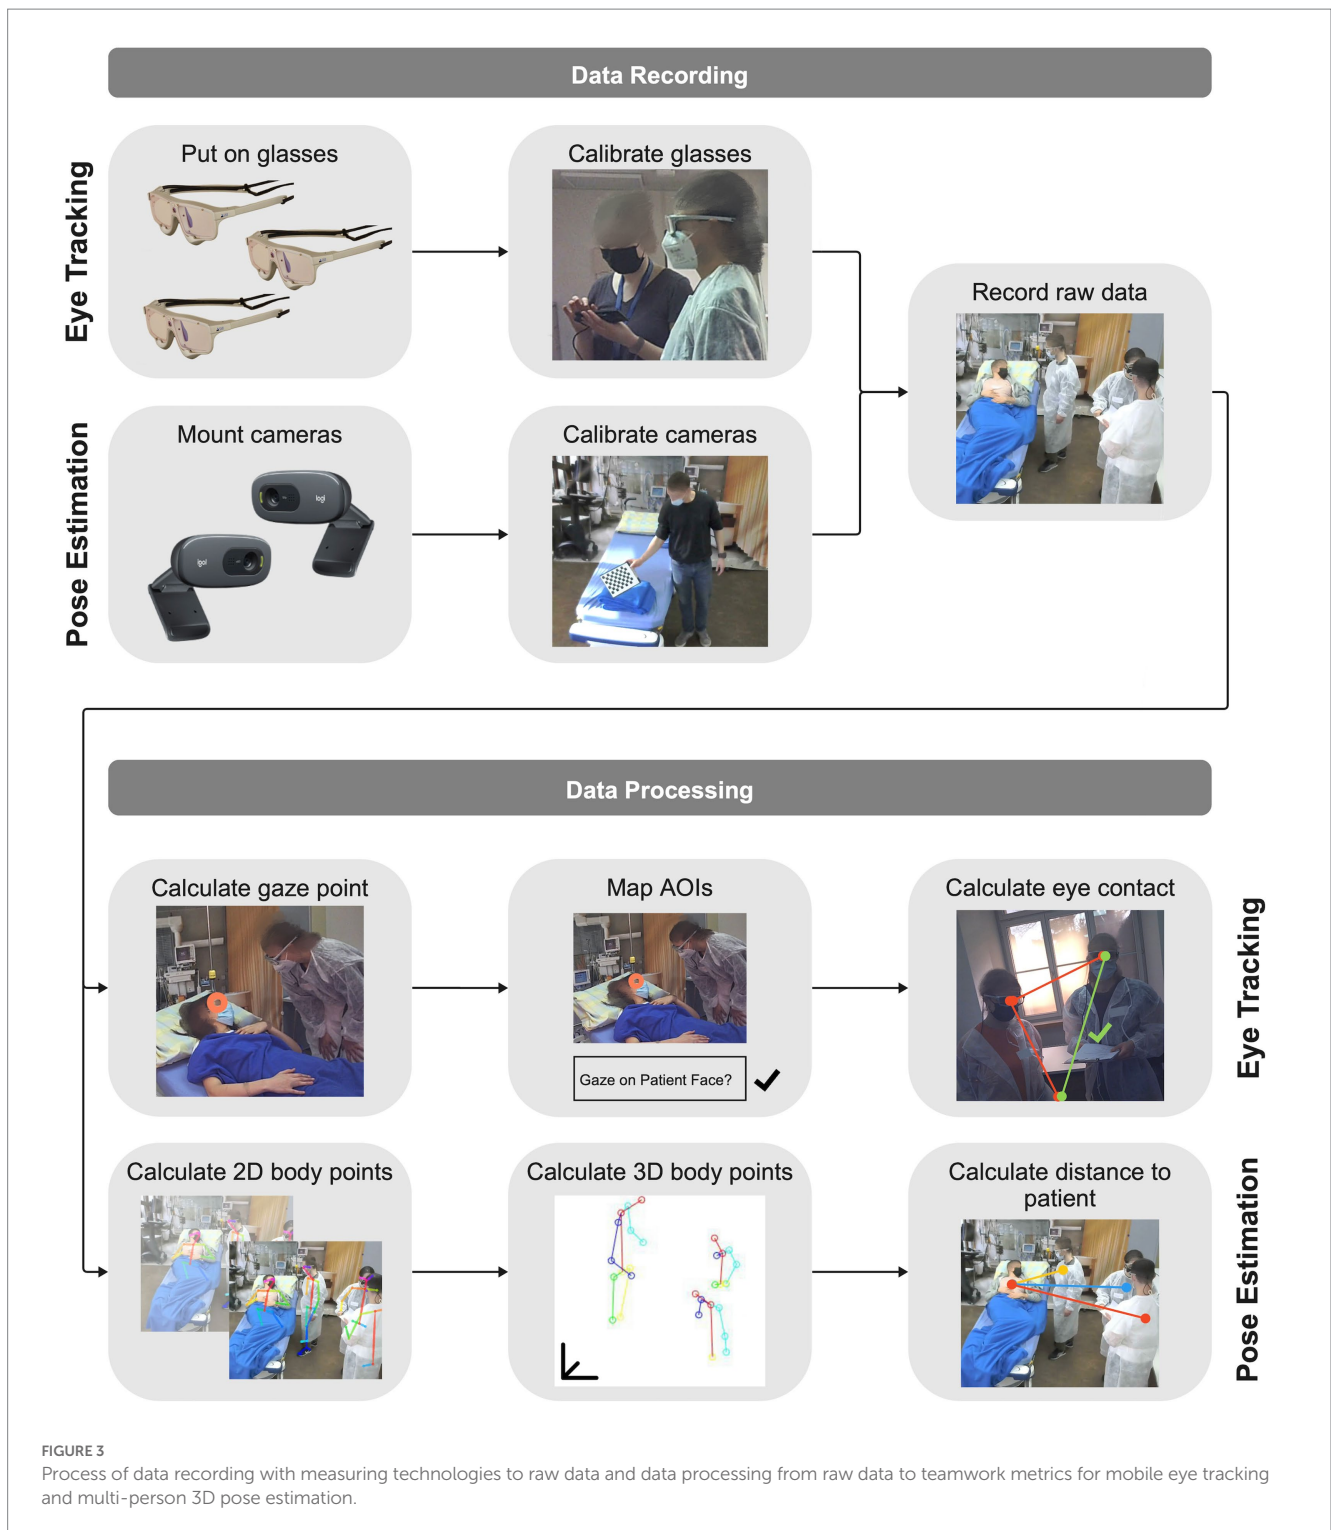 Data Recording
Eye Tracking
Put on glasses
Calibrate glasses
Record raw data
Pose Estimation
Mount cameras
logi
logi
Calibrate cameras
Data Processing
Calculate gaze point
Map AOIs
Gaze on Patient Face?
Calculate eye contact
Eye Tracking
Calculate 2D body points
Calculate 3D body points
Calculate distance to
patient
Pose Estimation
FIGURE 3
Process of data recording with measuring technologies to raw data and data processing from raw data to teamwork metrics for mobile eye tracking
and multi-person 3D pose estimation.